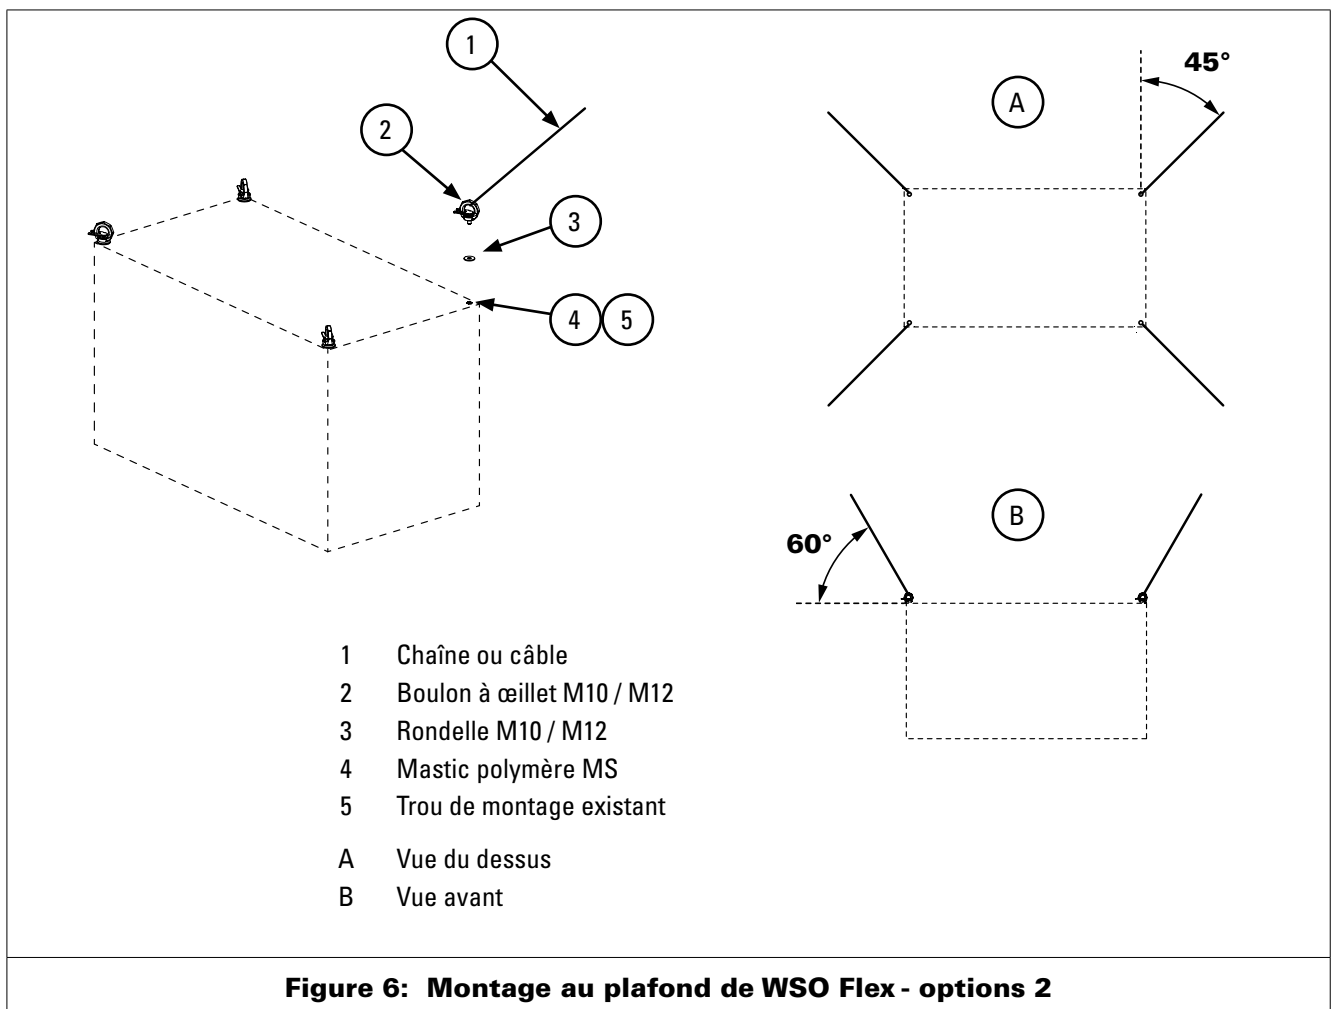 1
2
3
4
5
A
45°
B
60°
1 Chaîne ou câble
2 Boulon à œillet M10 / M12
3 Rondelle M10 / M12
4 Mastic polymère MS
5 Trou de montage existant
A Vue du dessus
B Vue avant
Figure 6: Montage au plafond de WSO Flex - options 2